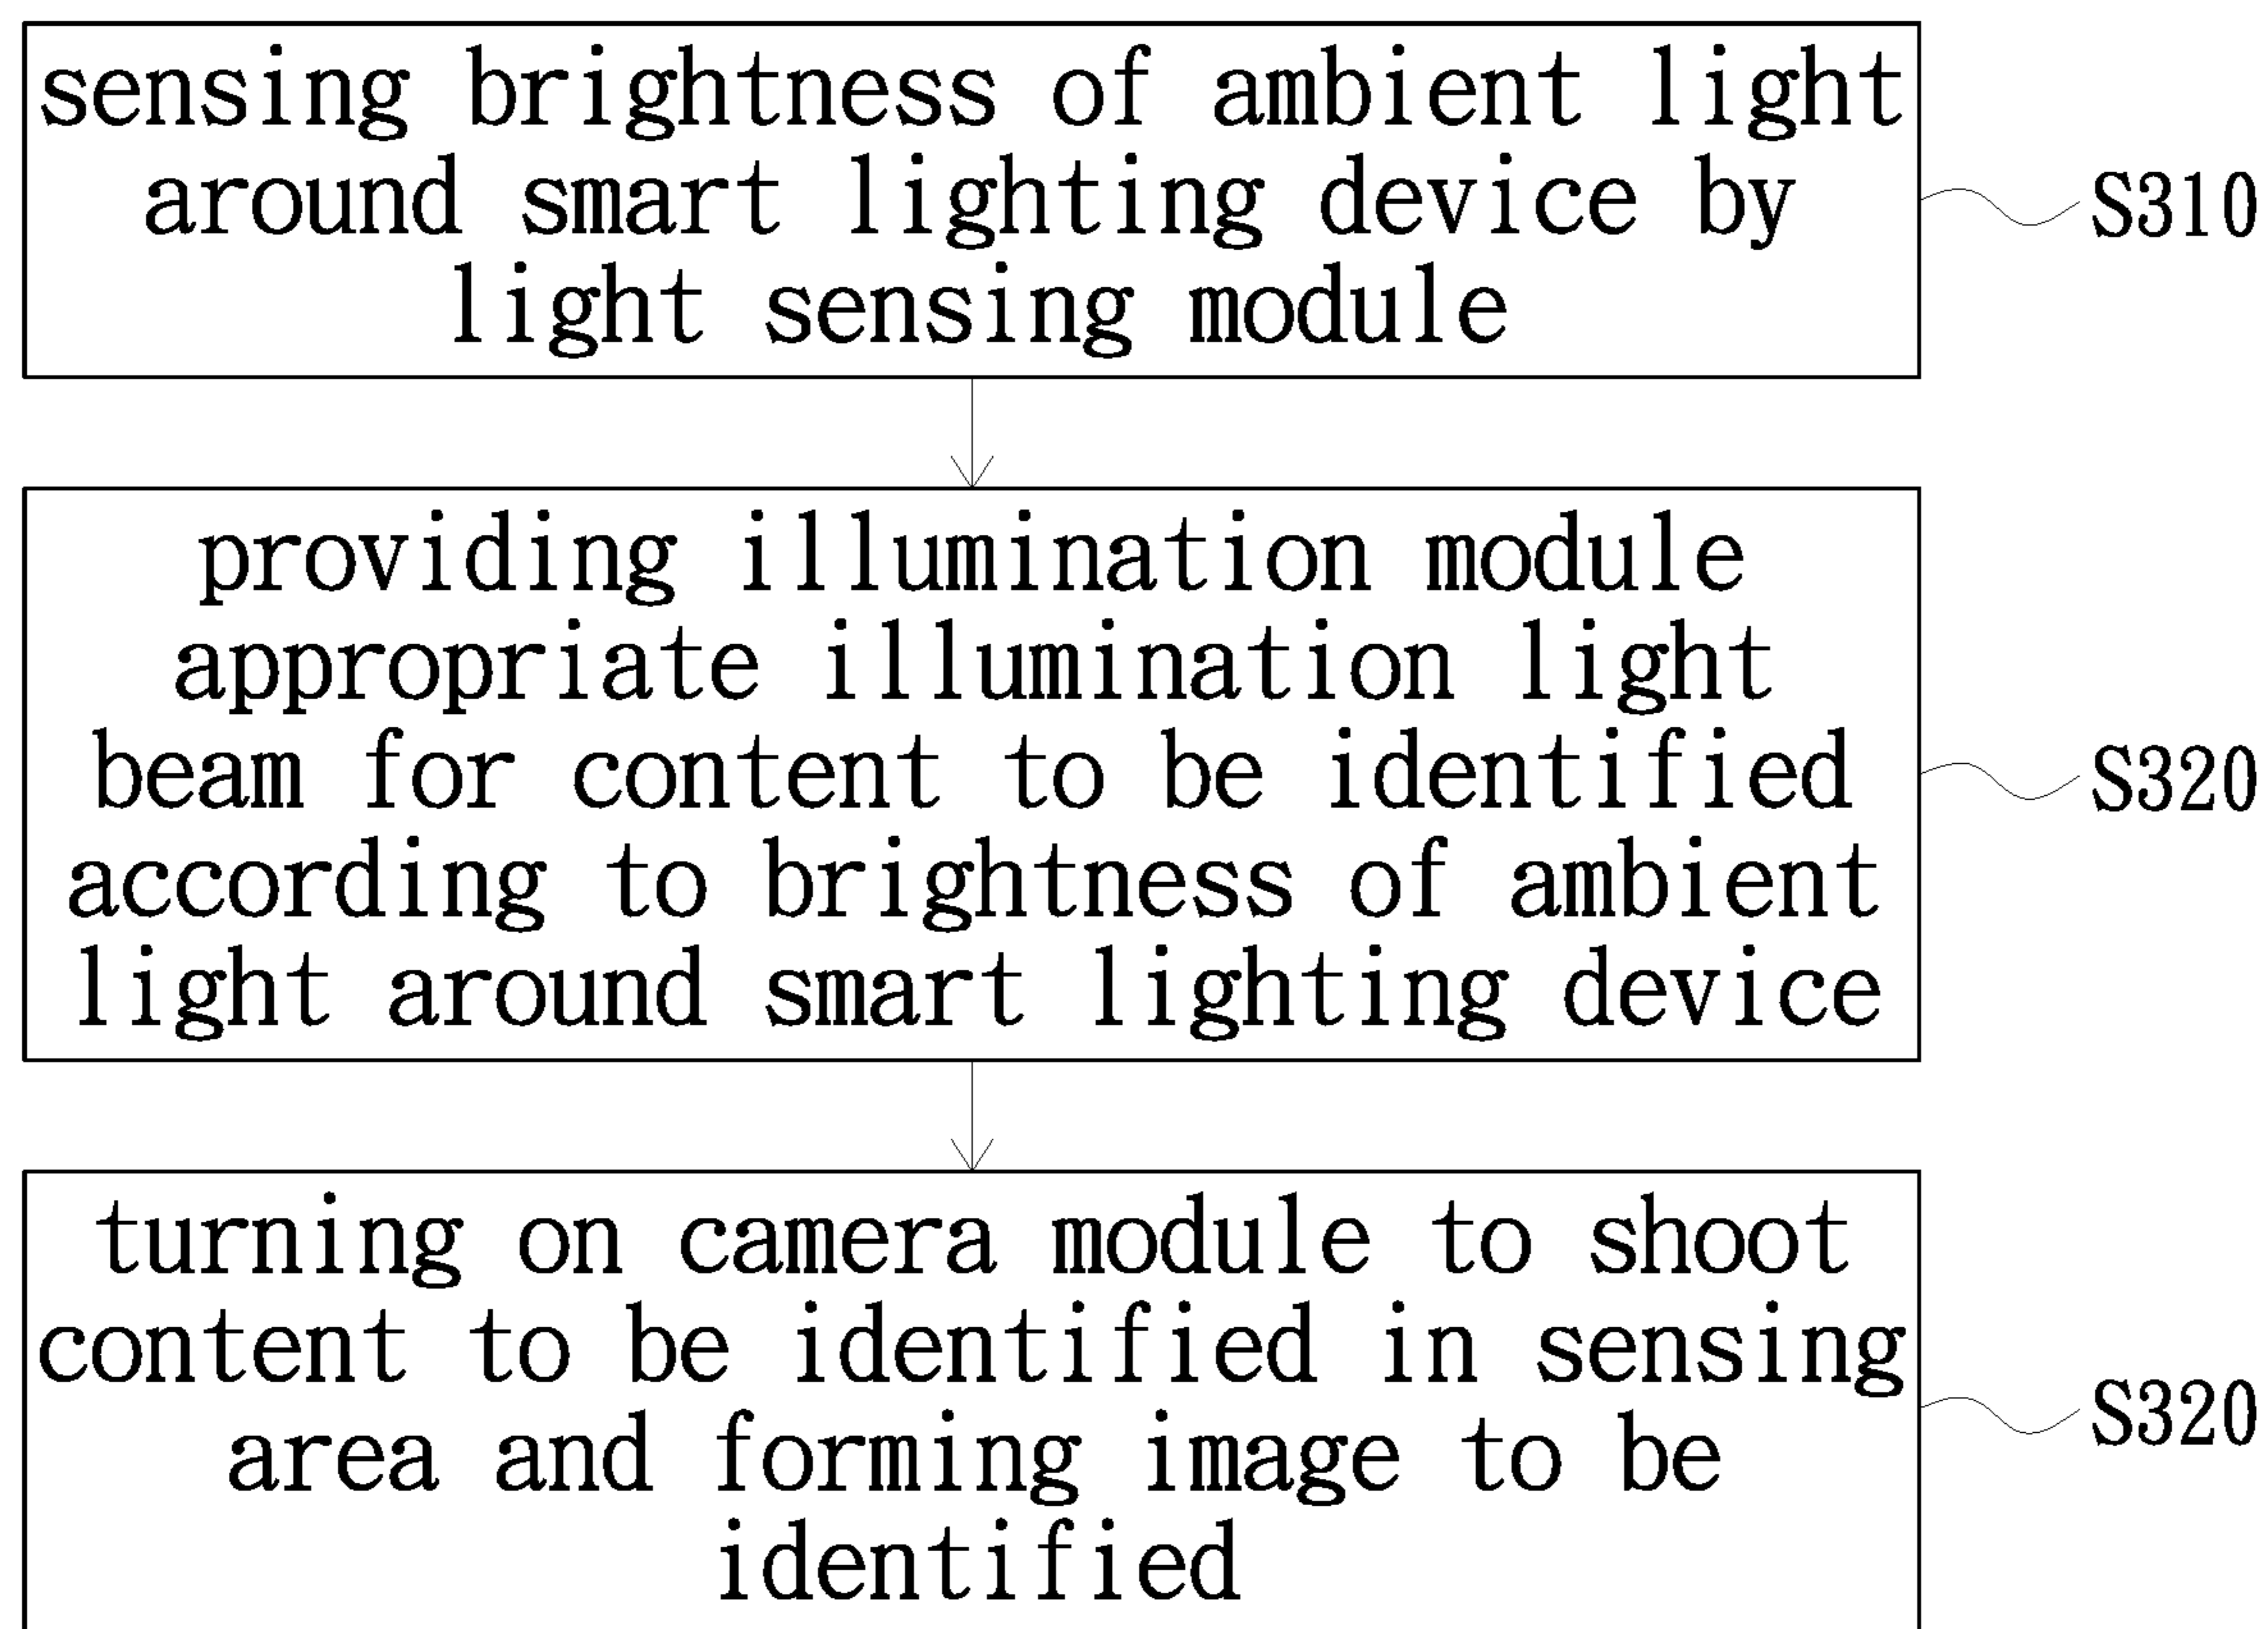 sensing brightness of ambient light
around smart lighting device by
light sensing module
S310
providing illumination module
appropriate illumination light
beam for content to be identified
according to brightness of ambient
light around smart lighting device
S320
turning on camera module to shoot
content to be identified in sensing
area and forming image to be
identified
S320